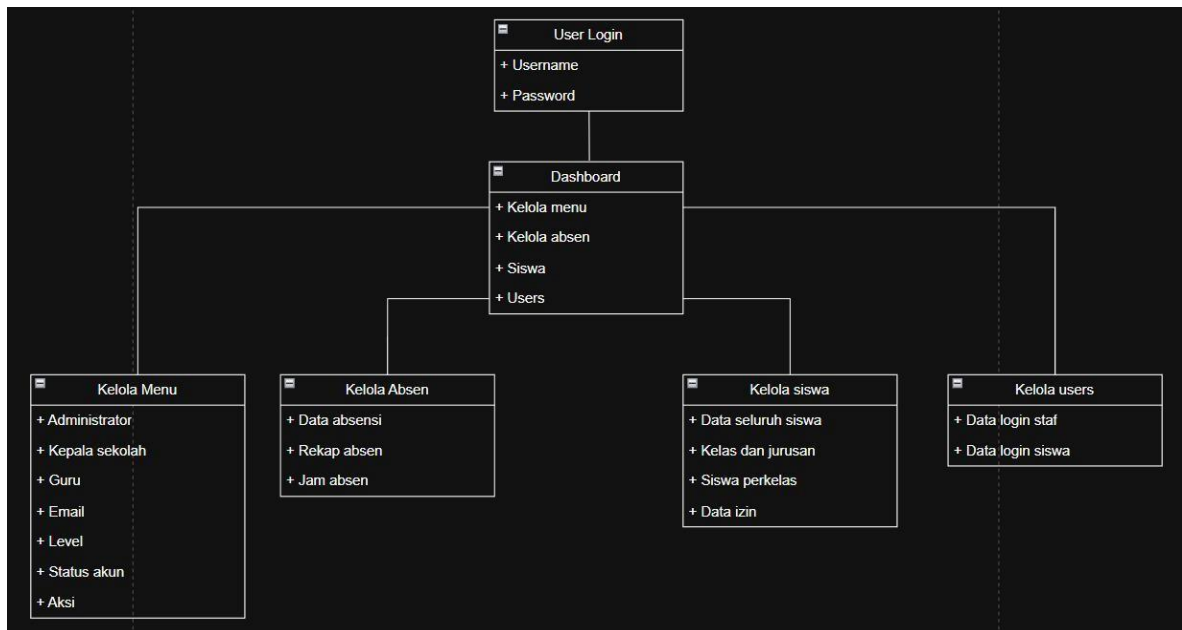 User Login
+ Username
+ Password
Dashboard
+ Kelola menu
+ Kelola absen
+ Siswa
+ Users
Kelola Menu
+ Administrator
+ Kepala sekolah
+ Guru
+ Email
+ Level
+ Status akun
+ Aksi
Kelola Absen
+ Data absensi
+ Rekap absen
+ Jam absen
Kelola siswa
+ Data seluruh siswa
+ Kelas dan jurusan
+ Siswa perkelas
+ Data izin
Kelola users
+ Data login staf
+ Data login siswa